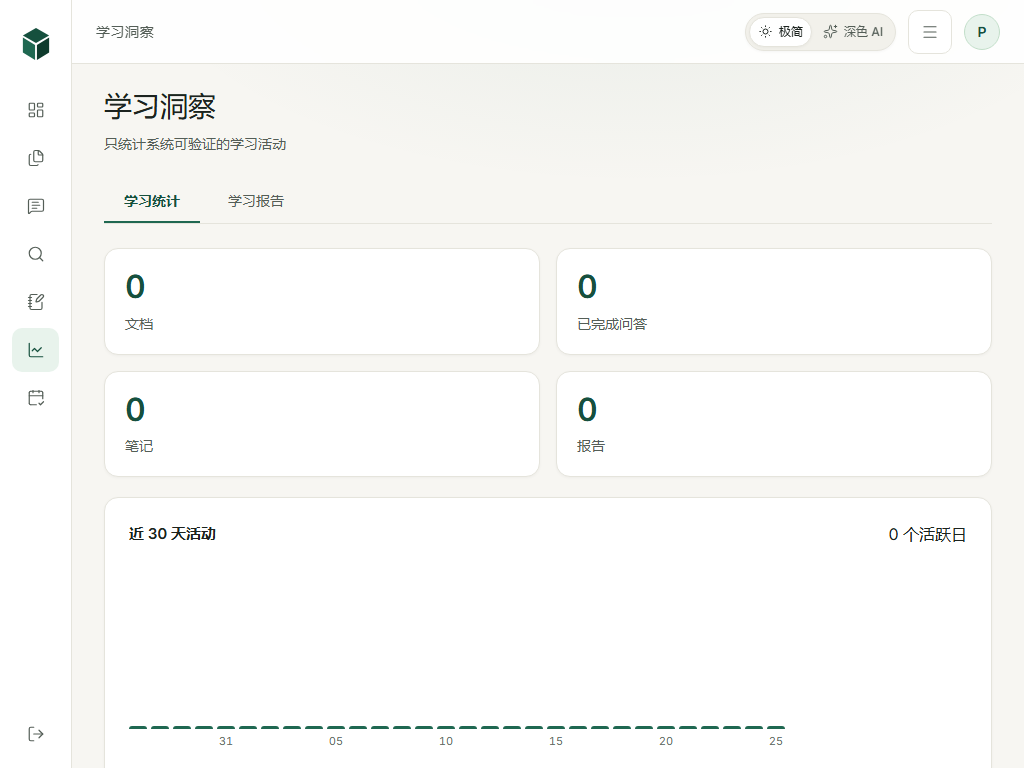 学习洞察
极简
深色 AI
P
学习洞察
只统计系统可验证的学习活动
学习统计
学习报告
0
文档
0
已完成问答
0
笔记
0
报告
近 30 天活动
0 个活跃日
31 05 10 15 20 25